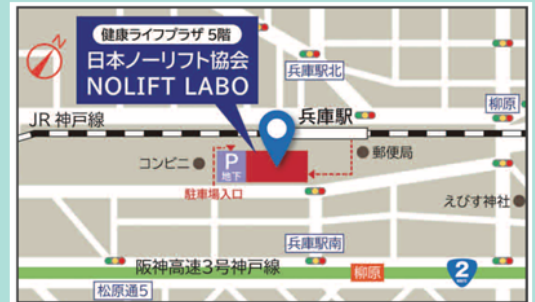 N
健康ライフプラザ 5階
日本ノーリフト協会
NOLIFT LABO
兵庫駅北
柳原
JR 神戸線
兵庫駅
コンビニ
P
地下
郵便局
駐車場入口
えびす神社
兵庫駅南
阪神高速3号神戸線
柳原
2
松原通5